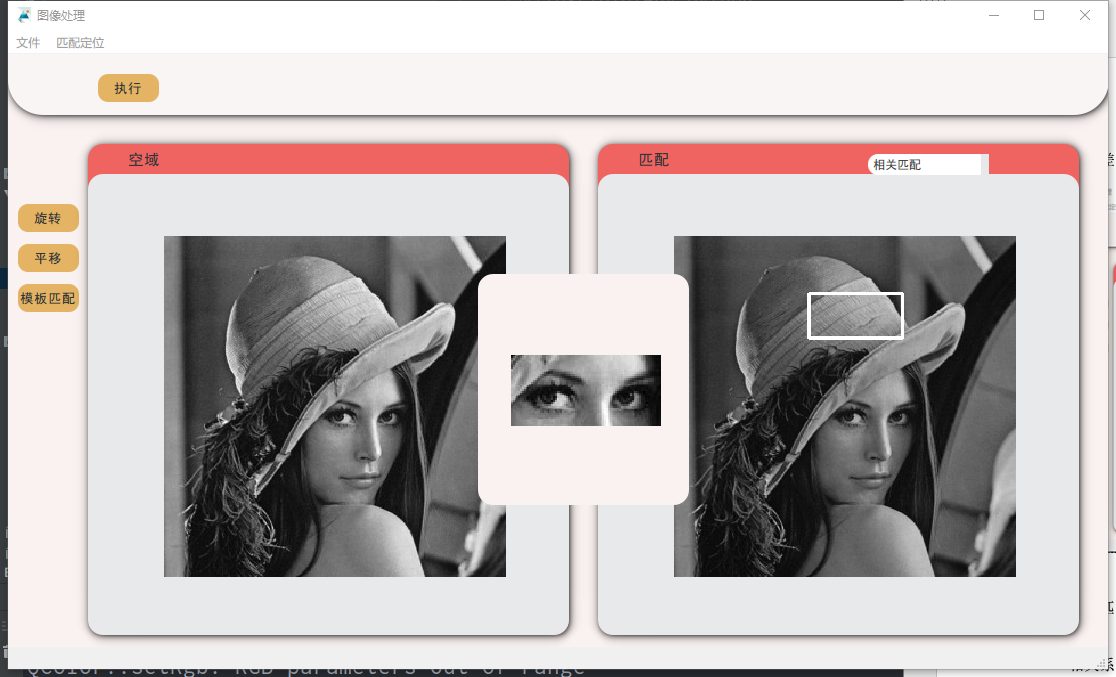 图像处理
文件 匹配定位
执行
空域
匹配
相关匹配
旋转
平移
模板匹配
QColor::setRgb: RGB parameters out of range